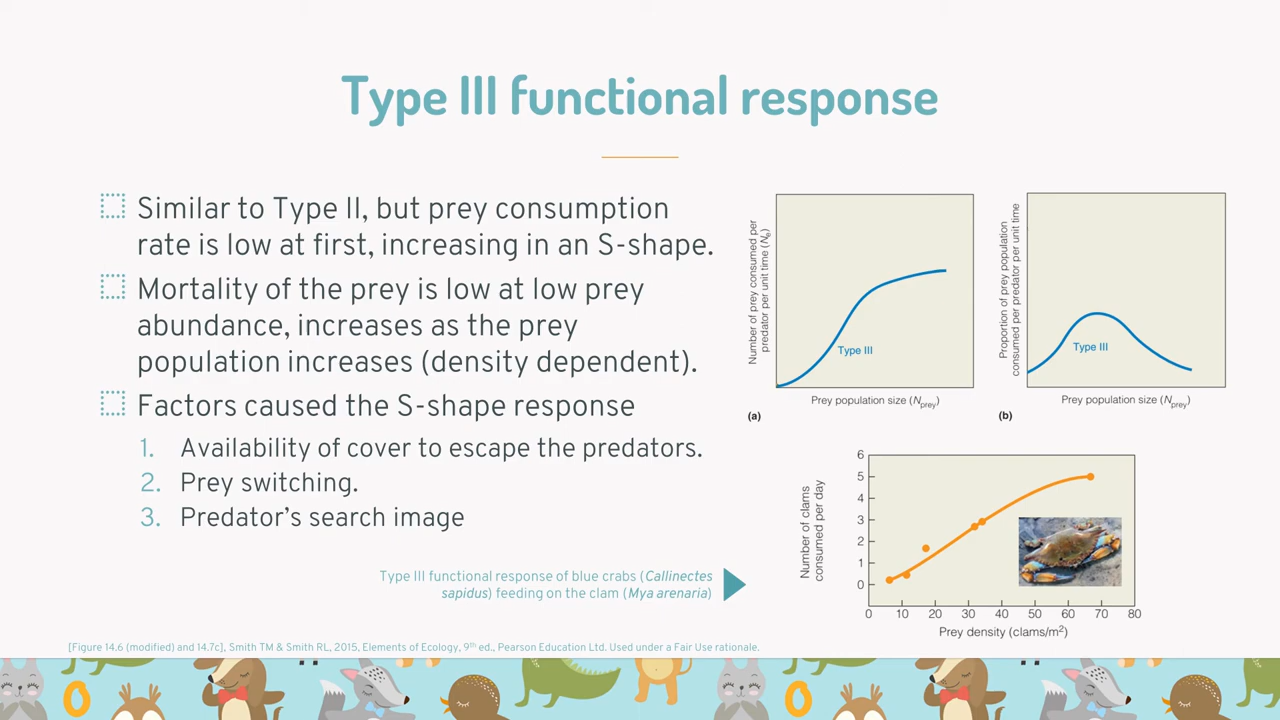 Type III functional response
Similar to Type II, but prey consumption
rate is low at first, increasing in an S-shape.
Mortality of the prey is low at low prey
abundance, increases as the prey
population increases (density dependent).
Factors caused the S-shape response
1. Availability of cover to escape the predators.
2. Prey switching.
3. Predator's search image
Type III functional response of blue crabs (Callinectes
sapidus) feeding on the clam (Mya arenaria)
Number of prey consumed per
predator per unit time (Ne)
Type III
Prey population size (Nprey)
(a)
Proportion of prey population
consumed per predator per unit time
Type III
Prey population size (Nprey)
(b)
Number of clams
consumed per day
6
5
4
3
2
1
0
0 10 20 30 40 50 60 70 80
Prey density (clams/m²)
[Figure 14.6 (modified) and 14.7c], Smith TM & Smith RL, 2015, Elements of Ecology, 9th ed., Pearson Education Ltd. Used under a Fair Use rationale.